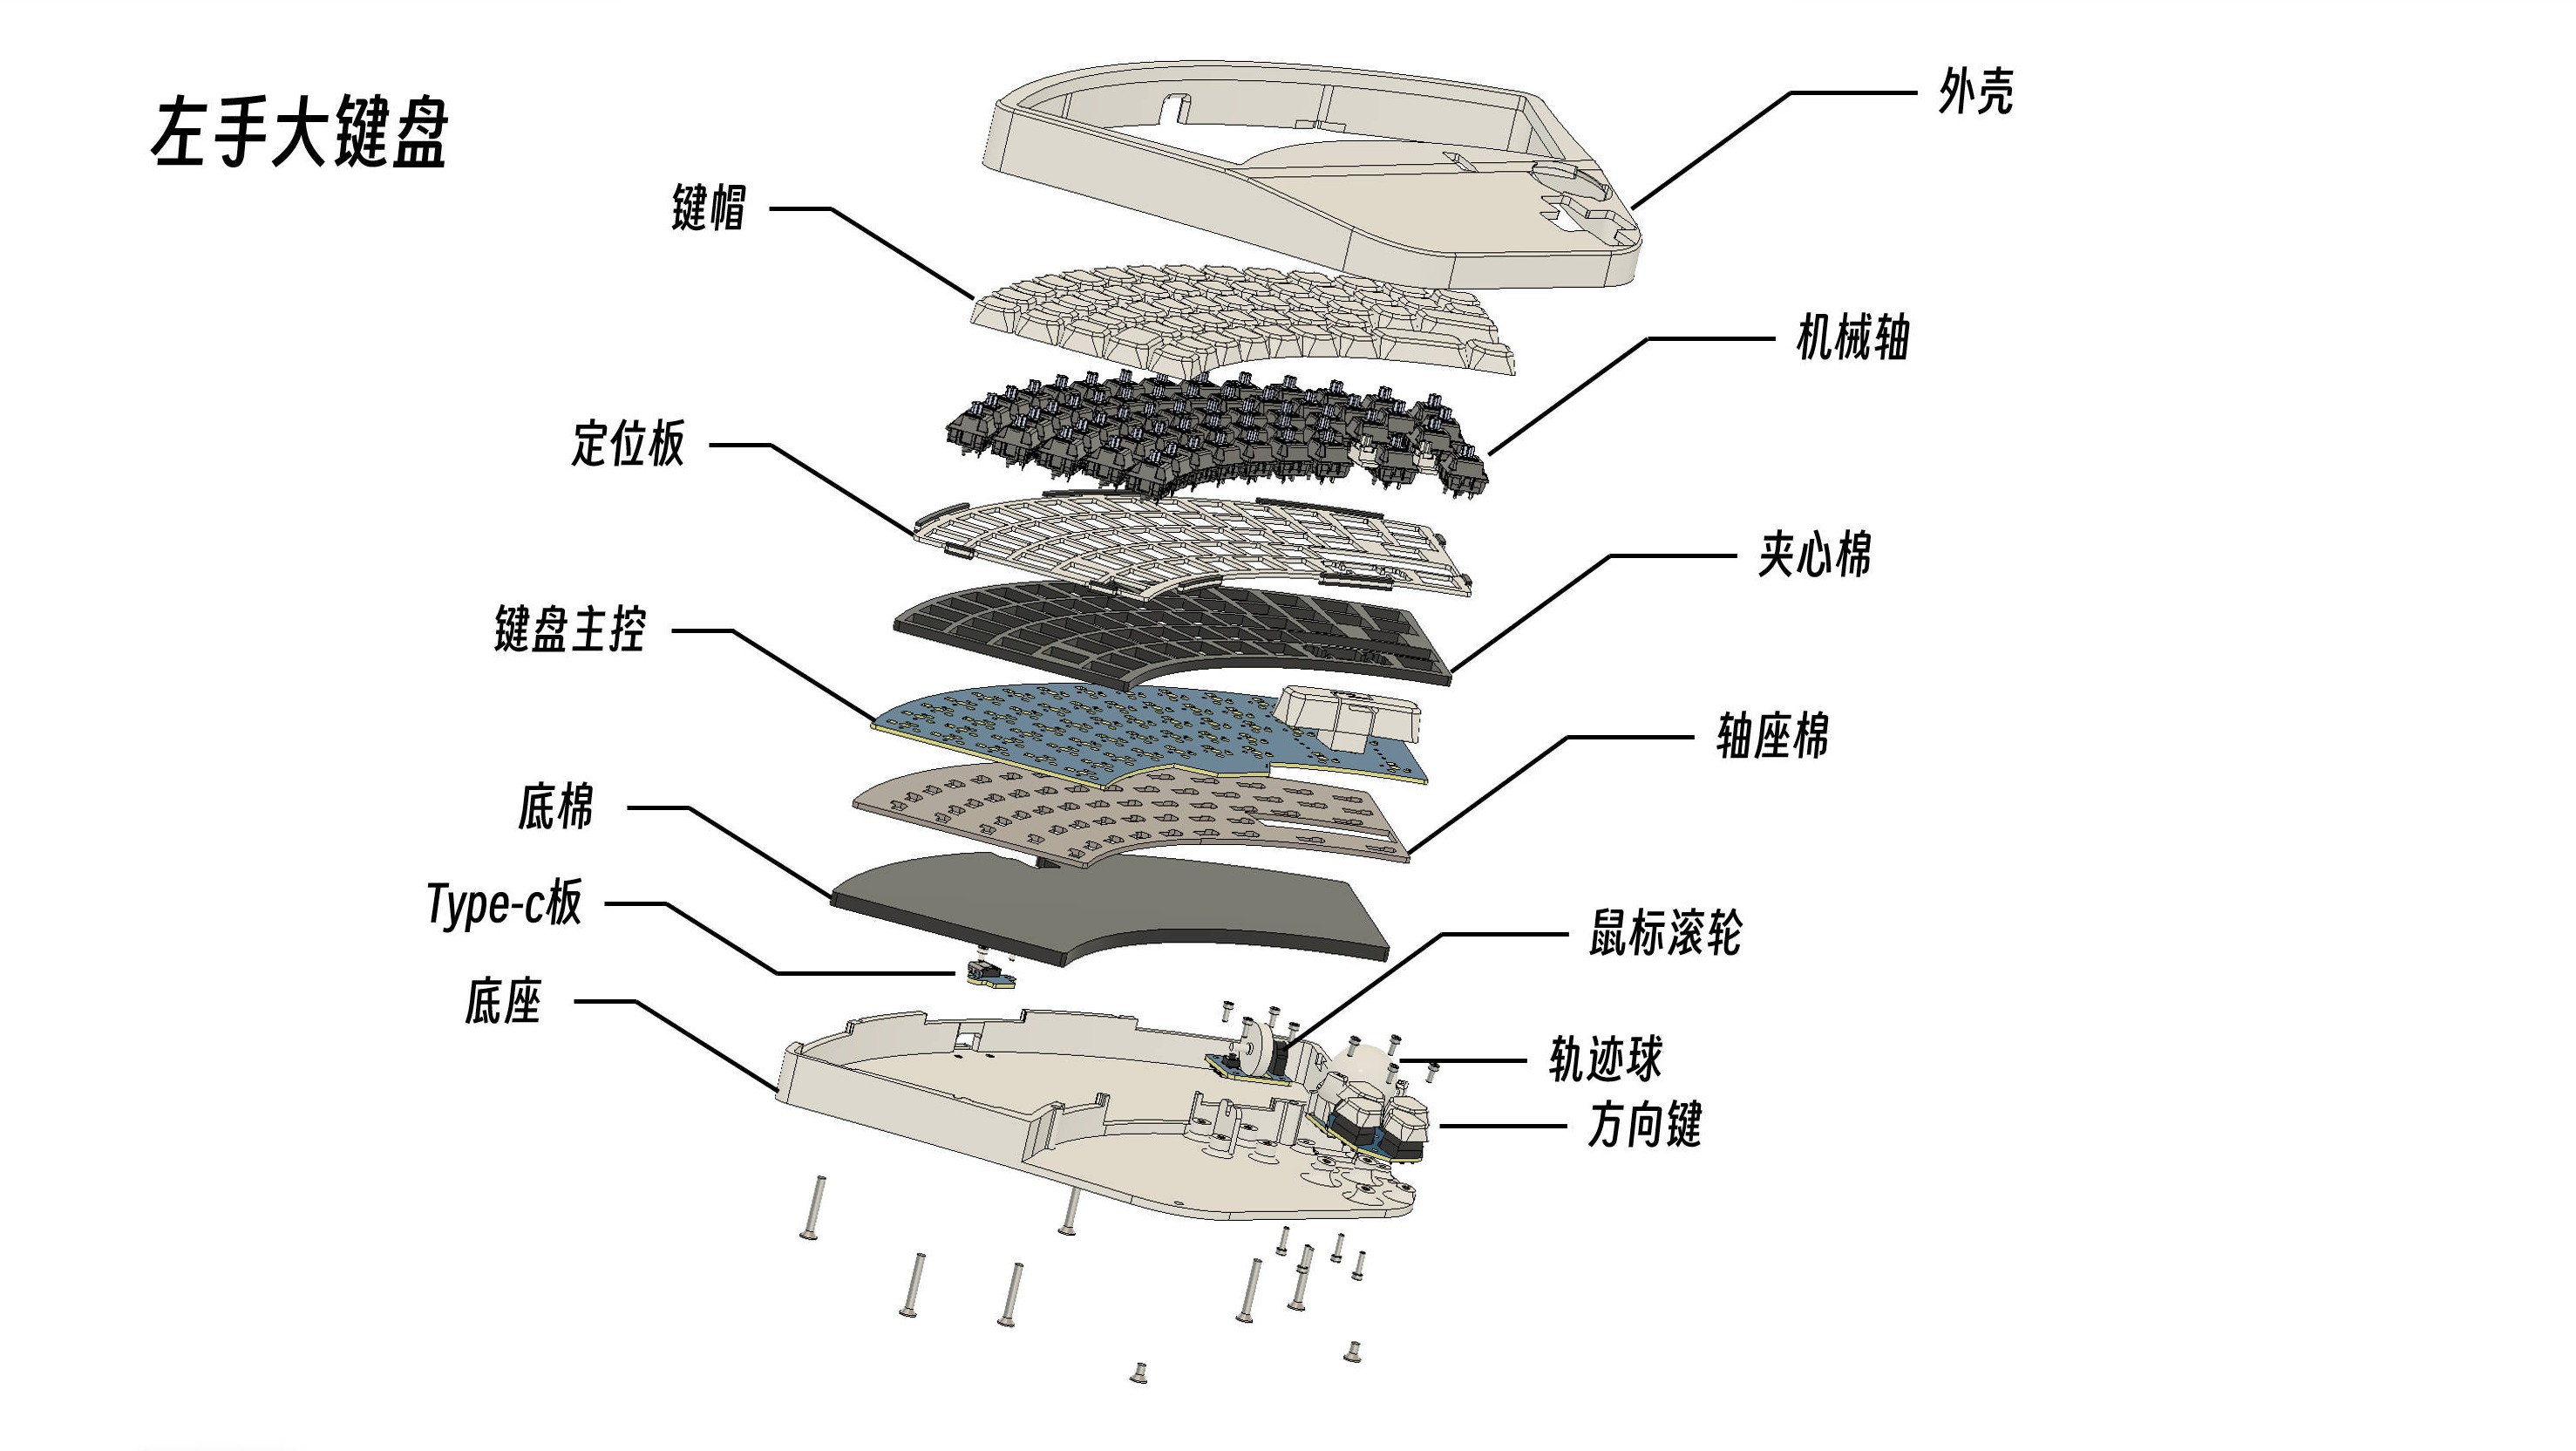 左手大键盘
外壳
键帽
机械轴
定位板
夹心棉
键盘主控
轴座棉
底棉
Type-c板
鼠标滚轮
底座
轨迹球
方向键